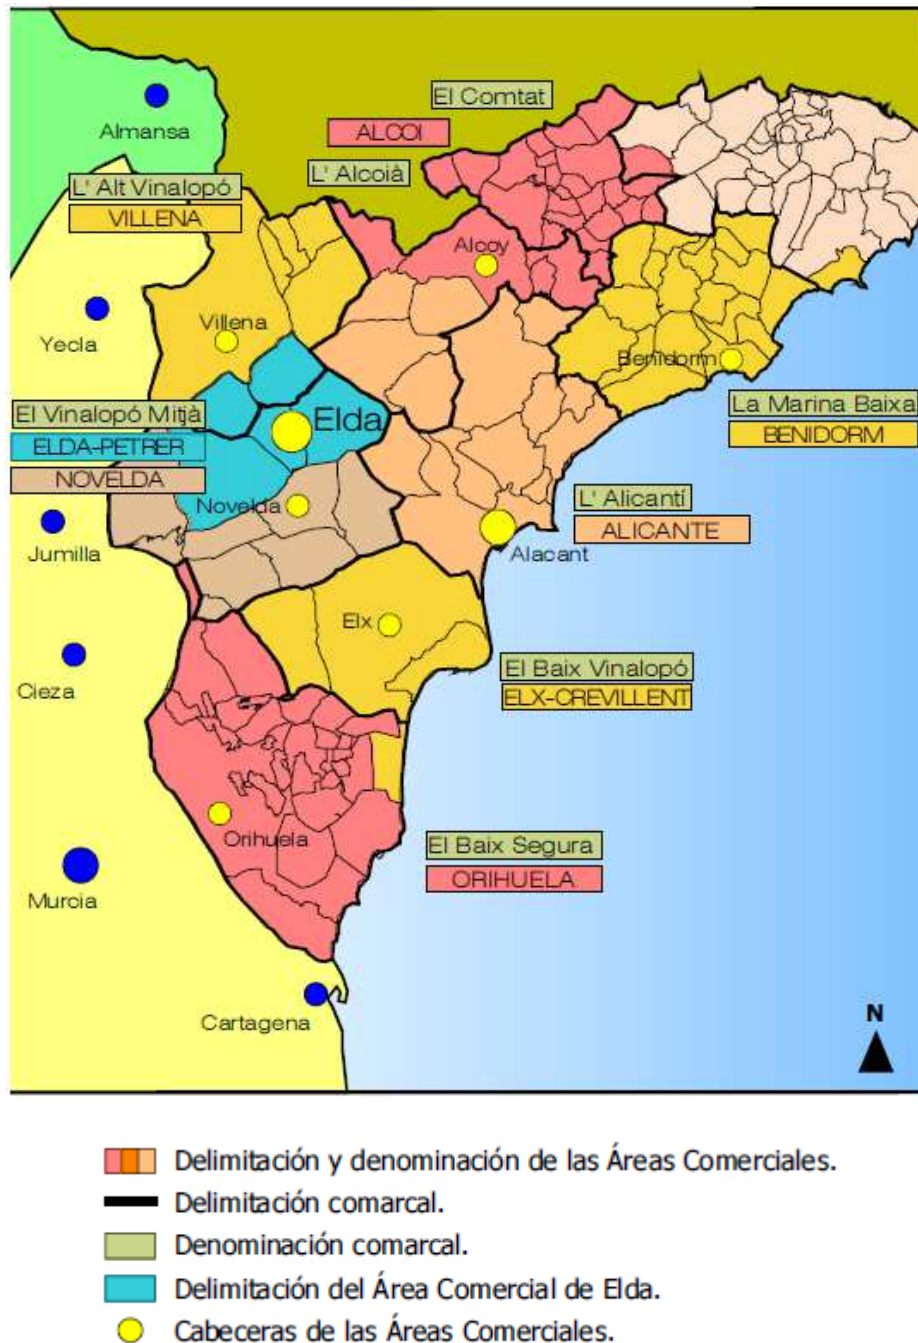 El Comtat
Almansa
ALCOI
L' Alcoià
L' Alt Vinalopó
VILLENA
Alcoy
Yecla
Villena
Benidorm
El Vinalopó Mitjà
Elda
La Marina Baixa
ELDA-PETRER
BENIDORM
NOVELDA
Novelda
L' Alicantí
ALICANTE
Jumilla
Alacant
Elx
El Baix Vinalopó
Cieza
ELX-CREVILLENT
Orihuela
El Baix Segura
ORIHUELA
Murcia
Cartagena
N
Delimitación y denominación de las Áreas Comerciales.
Delimitación comarcal.
Denominación comarcal.
Delimitación del Área Comercial de Elda.
Cabeceras de las Áreas Comerciales.